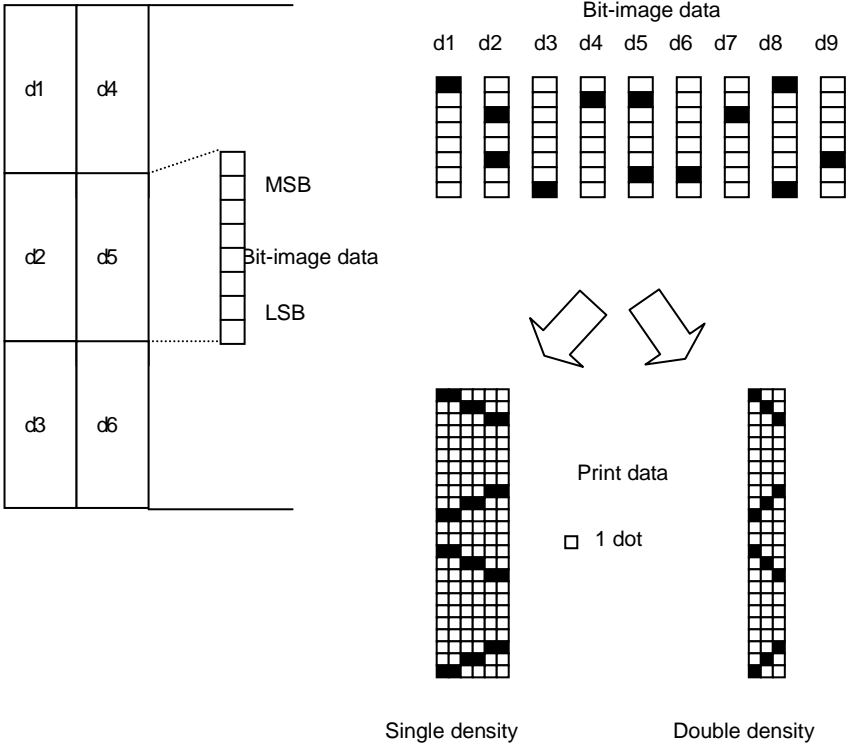 Bit-image data
d1 d2 d3 d4 d5 d6 d7 d8 d9
d1 d4
MSB
d2 d5
Bit-image data
LSB
d3 d6
Print data
1 dot
Single density
Double density